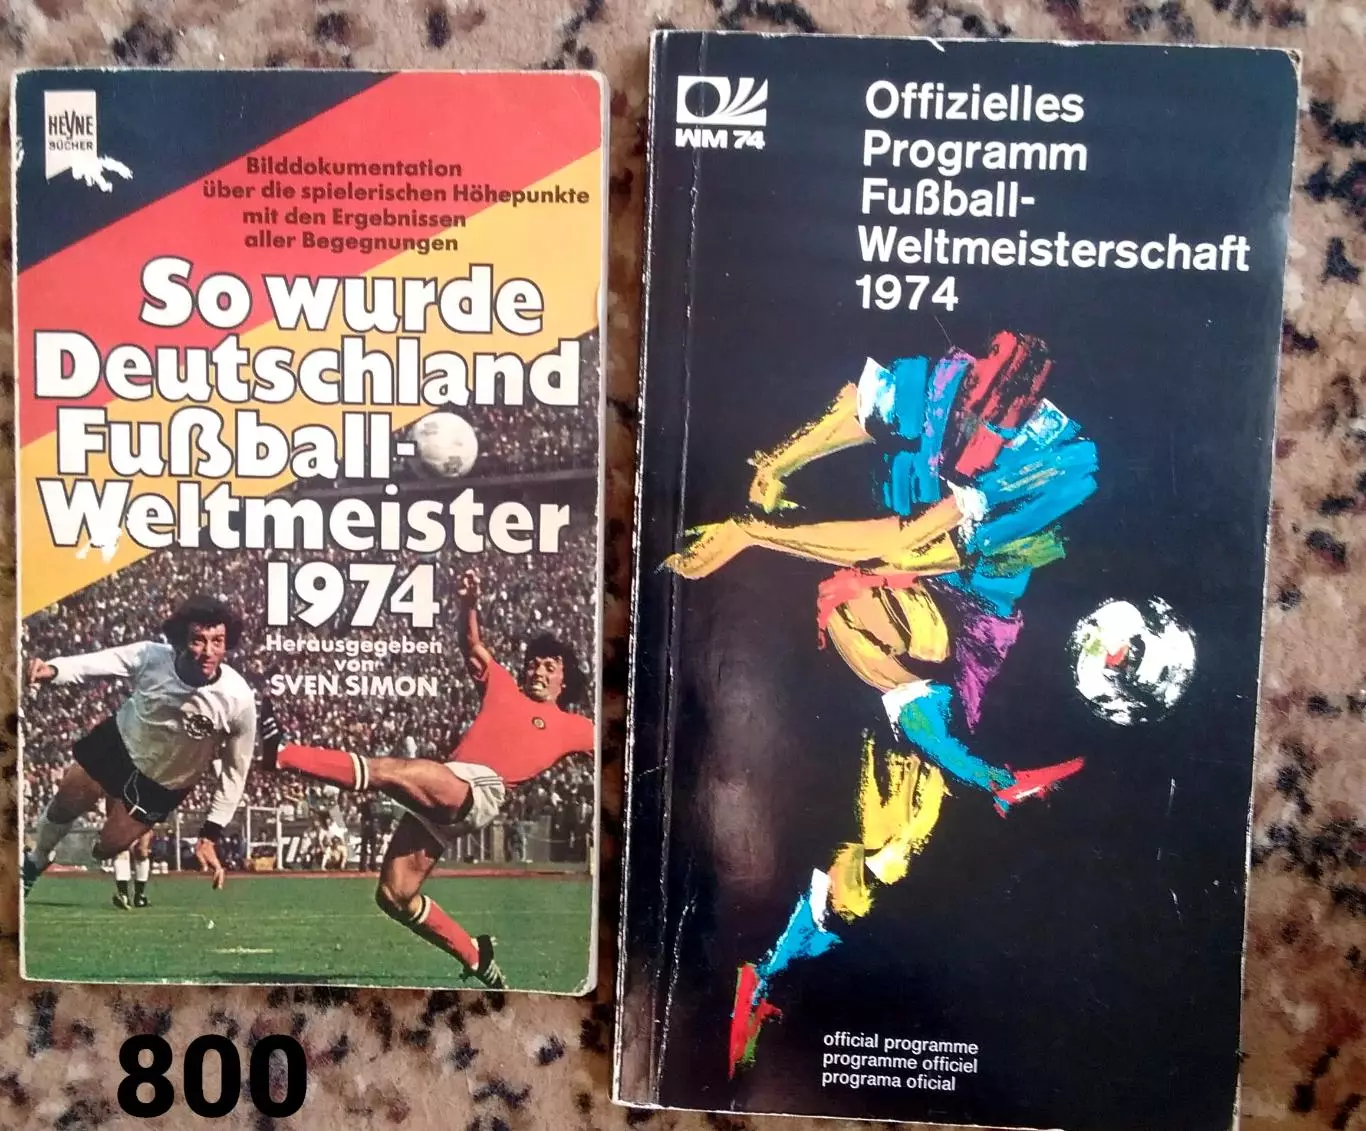 HEYNE
BÜCHER
Bilddokumentation
über die spielerischen Höhepunkte
mit den Ergebnissen
aller Begegnungen
So wurde
Deutschland
Fußball-
Weltmeister
1974
Herausgegeben
von
SVEN SIMON
800
WM 74
Offizielles
Programm
Fußball-
Weltmeisterschaft
1974
official programme
programme officiel
programa oficial